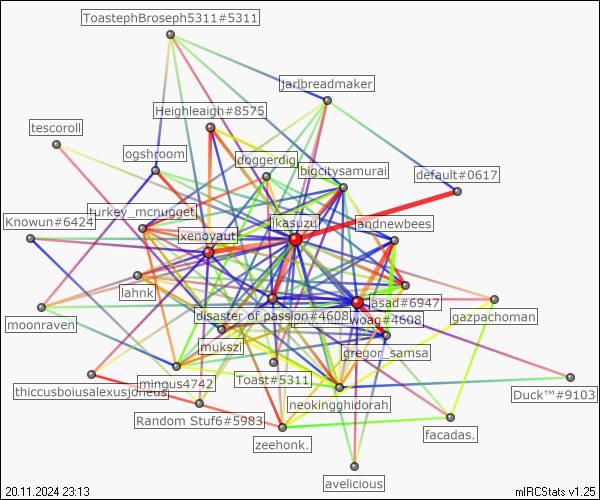 ToastephBroseph5311#5311
jarlbreadmaker
Heighleaigh#8575
tescoroll
ogshroom
doggerdig
bigcitysamurai
default#0617
turkey_mcnugget
ikasuzu
Knowun#6424
andnewbees
xenoyaut
lahnk
asad#6947
moonraven
disaster of passion#4608
woag#4608
gazpachoman
mukszi
gregor_samsa
Toast#5311
mingus4742
thiccusboiusalexusjoneus
Duck™#9103
neokingghidorah
Random Stuf6#5983
facadas.
zeehonk.
avelicious
20.11.2024 23:13
mIRCStats v1.25